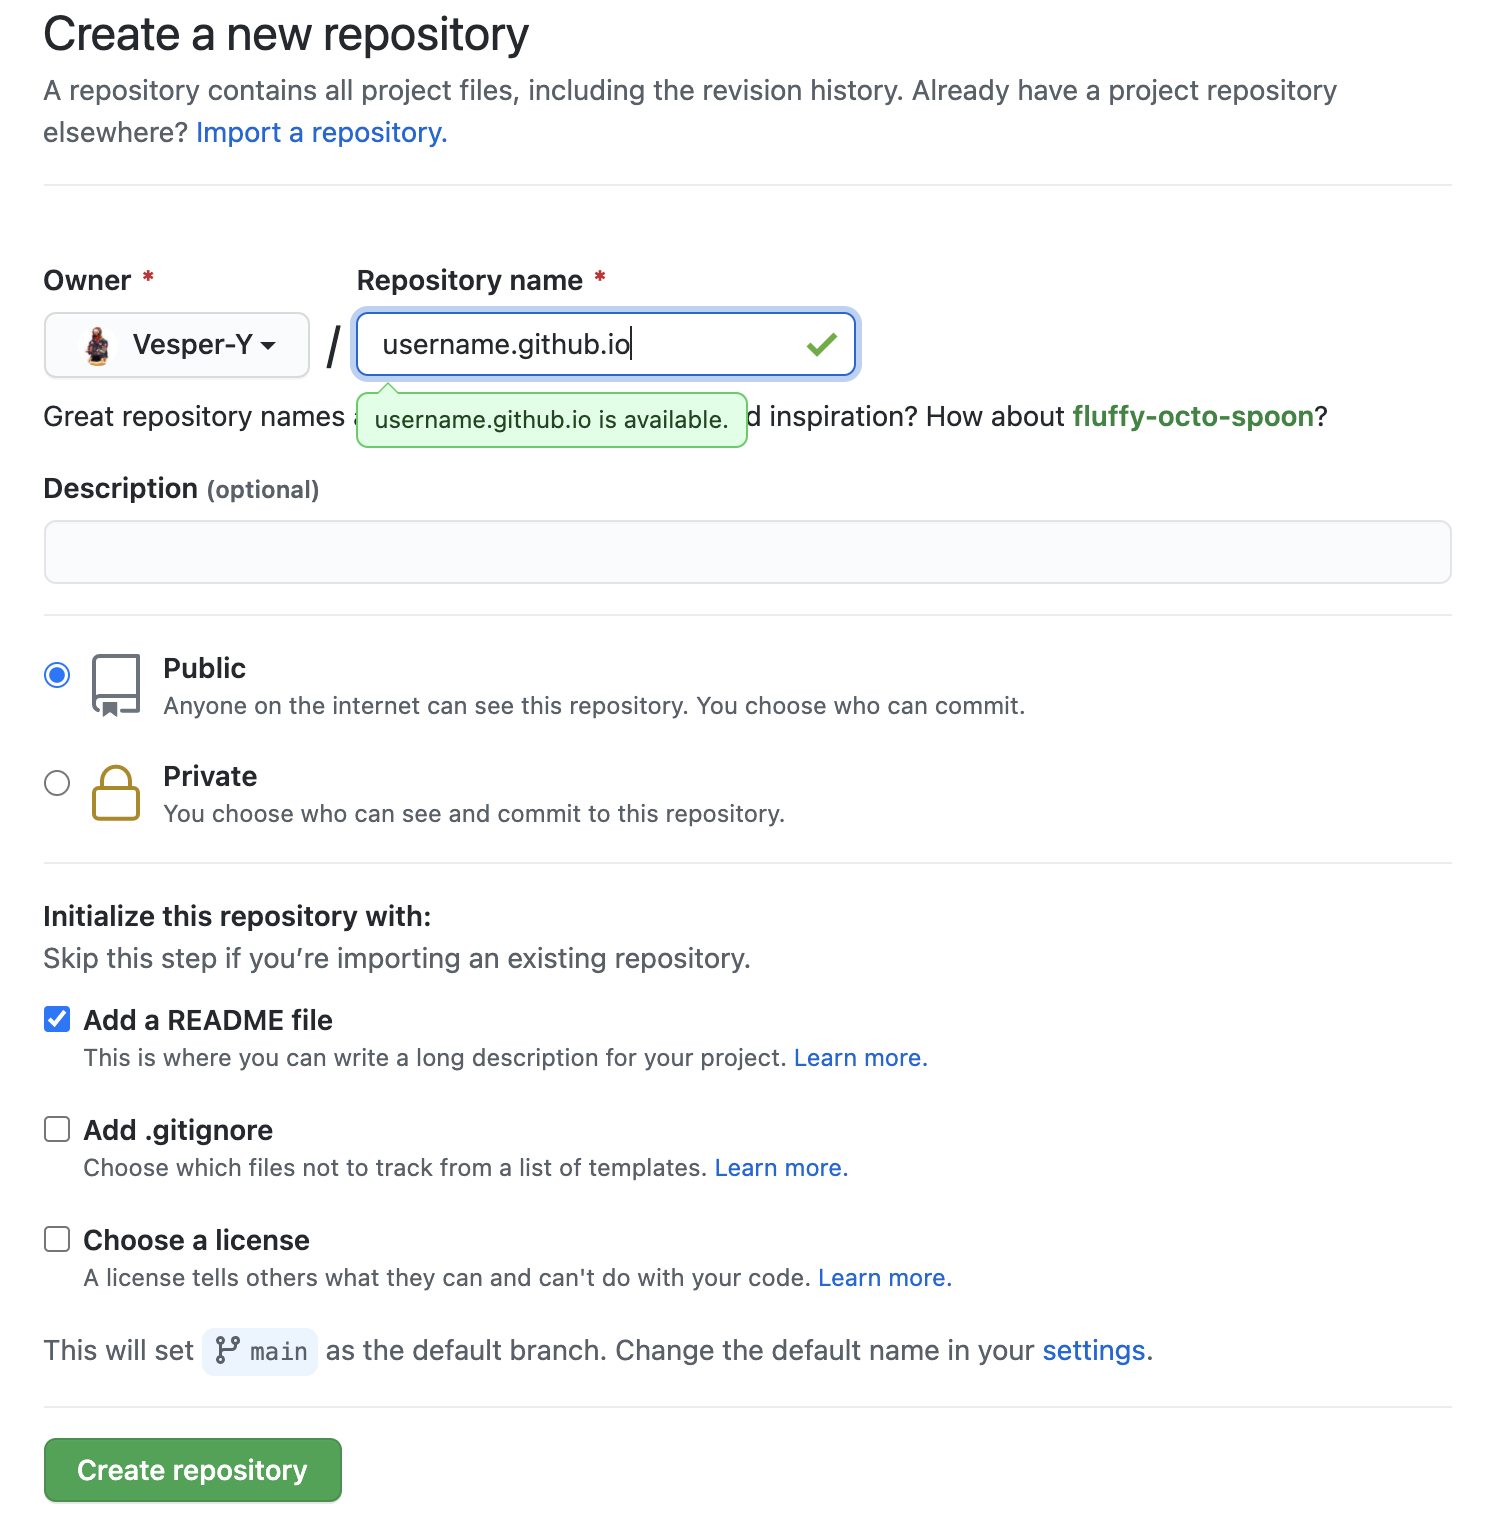 Create a new repository
A repository contains all project files, including the revision history. Already have a project repository
elsewhere? Import a repository.
Owner * Repository name *
Vesper-Y / username.github.io
Great repository names username.github.io is available. d inspiration? How about fluffy-octo-spoon?
Description (optional)
Public
Anyone on the internet can see this repository. You choose who can commit.
Private
You choose who can see and commit to this repository.
Initialize this repository with:
Skip this step if you’re importing an existing repository.
Add a README file
This is where you can write a long description for your project. Learn more.
Add .gitignore
Choose which files not to track from a list of templates. Learn more.
Choose a license
A license tells others what they can and can't do with your code. Learn more.
This will set main as the default branch. Change the default name in your settings.
Create repository